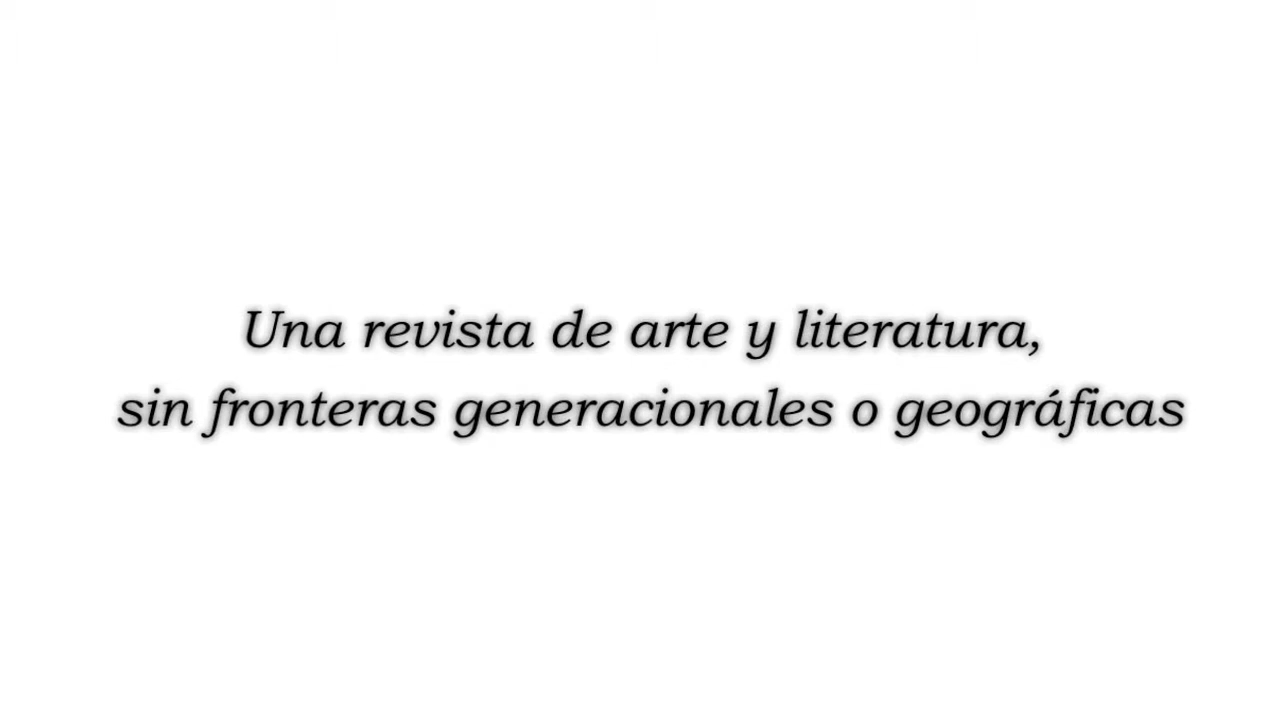 Una revista de arte y literatura,
sin fronteras generacionales o geográficas